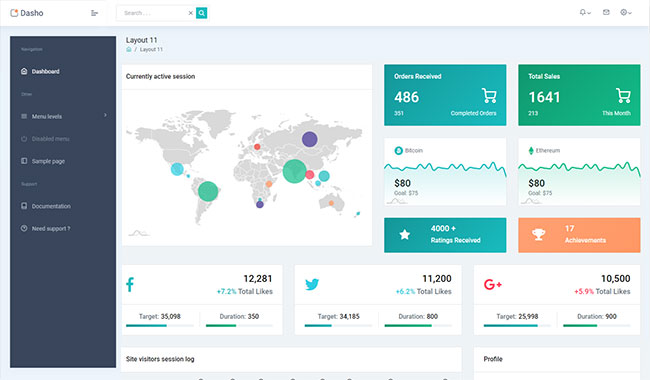 Dasho
Search. . .
Layout 11
/ Layout 11
Navigation
Dashboard
Other
Menu levels
Disabled menu
Sample page
Support
Documentation
Need support ?
Currently active session
Orders Received
486
351 Completed Orders
Total Sales
1641
213 This Month
Bitcoin
$80
Goal: $75
Ethereum
$80
Goal: $75
4000 +
Ratings Received
17
Achievements
12,281
+7.2% Total Likes
Target: 35,098 Duration: 350
11,200
+6.2% Total Likes
Target: 34,185 Duration: 800
G+
10,500
+5.9% Total Likes
Target: 25,998 Duration: 900
Site visitors session log
Profile